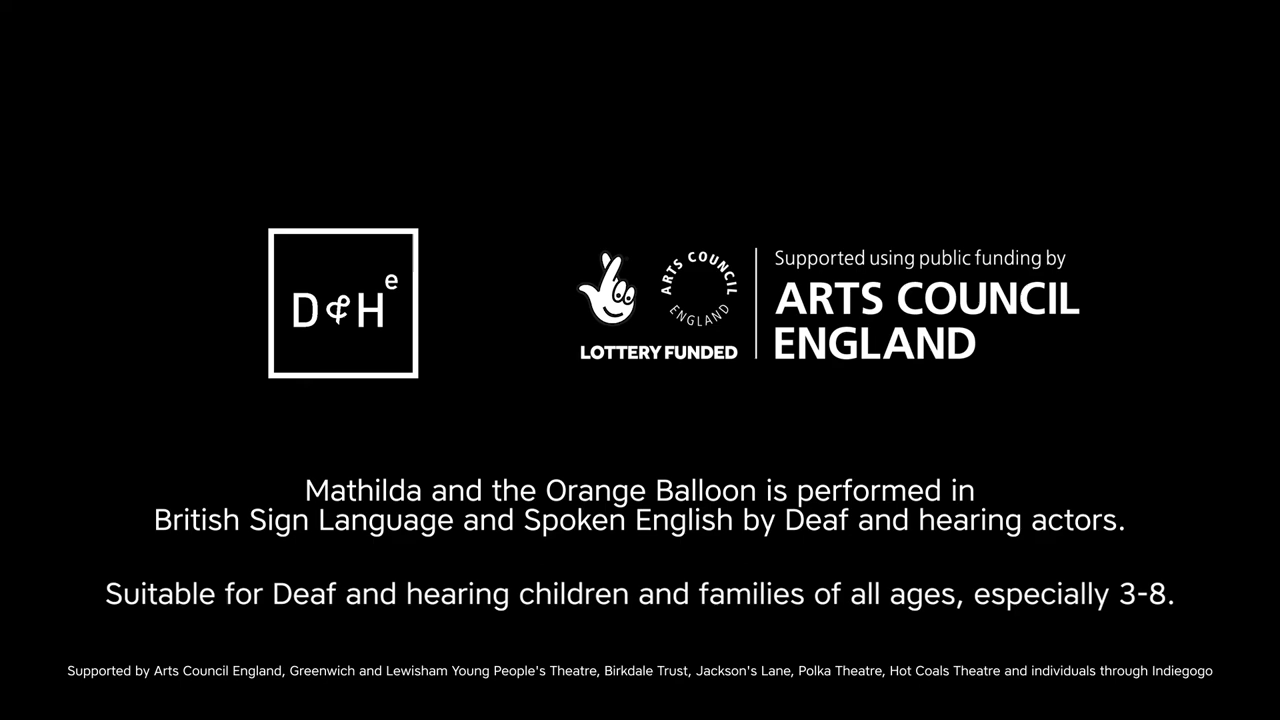 D&H e
ARTS COUNCIL ENGLAND
LOTTERY FUNDED
Supported using public funding by
ARTS COUNCIL
ENGLAND
Mathilda and the Orange Balloon is performed in
British Sign Language and Spoken English by Deaf and hearing actors.
Suitable for Deaf and hearing children and families of all ages, especially 3-8.
Supported by Arts Council England, Greenwich and Lewisham Young People's Theatre, Birkdale Trust, Jackson's Lane, Polka Theatre, Hot Coals Theatre and individuals through Indiegogo